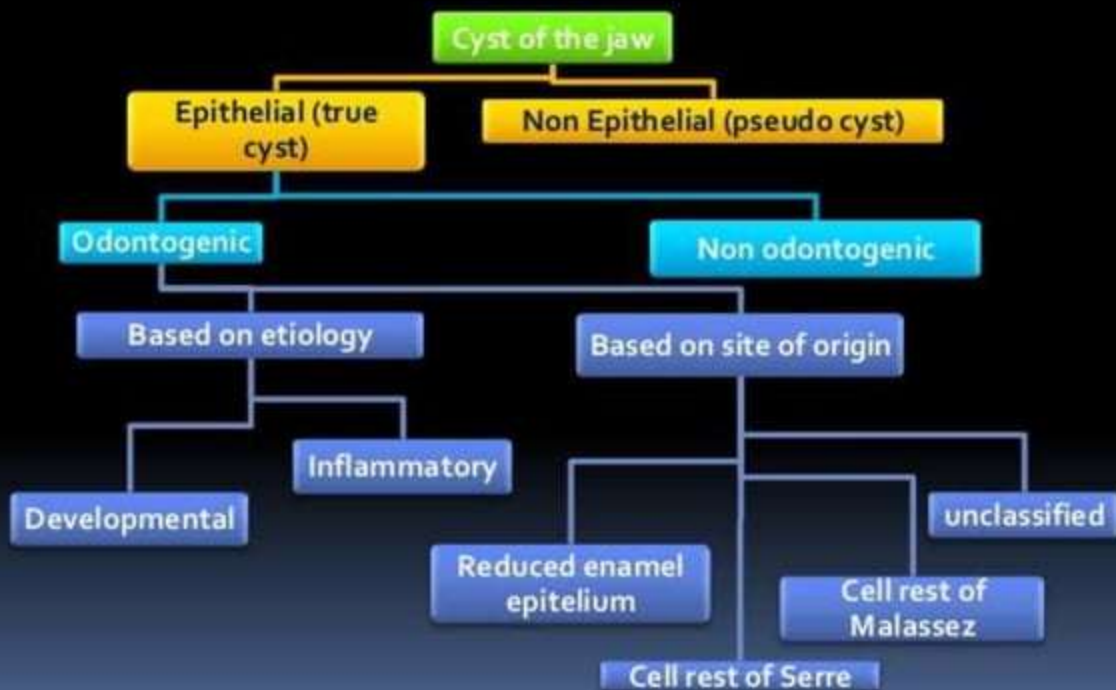 Cyst of the jaw
Epithelial (true
cyst)
Non Epithelial (pseudo cyst)
Odontogenic
Non odontogenic
Based on etiology
Based on site of origin
Inflammatory
Developmental
unclassified
Reduced enamel
epitelium
Cell rest of
Malassez
Cell rest of Serre